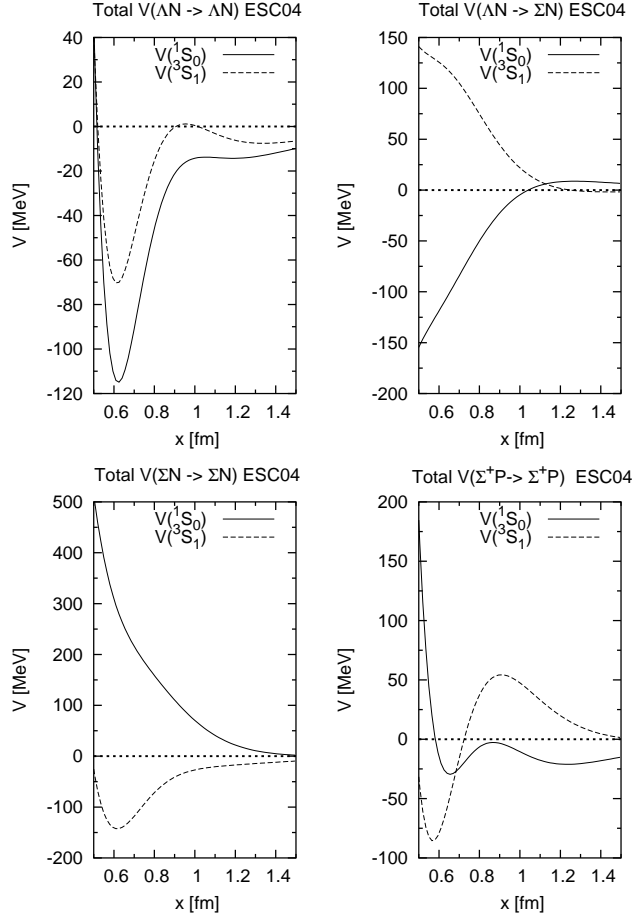 Total V(ΛN -> ΛN) ESC04
V(¹S₀)
V(³S₁)
40
20
0
-20
-40
-60
-80
-100
-120
V [MeV]
0.6 0.8 1 1.2 1.4
x [fm]
Total V(ΛN -> ΣN) ESC04
V(¹S₀)
V(³S₁)
150
100
50
0
-50
-100
-150
-200
V [MeV]
0.6 0.8 1 1.2 1.4
x [fm]
Total V(ΣN -> ΣN) ESC04
V(¹S₀)
V(³S₁)
500
400
300
200
100
0
-100
-200
V [MeV]
0.6 0.8 1 1.2 1.4
x [fm]
Total V(Σ⁺P-> Σ⁺P) ESC04
V(¹S₀)
V(³S₁)
200
150
100
50
0
-50
-100
V [MeV]
0.6 0.8 1 1.2 1.4
x [fm]